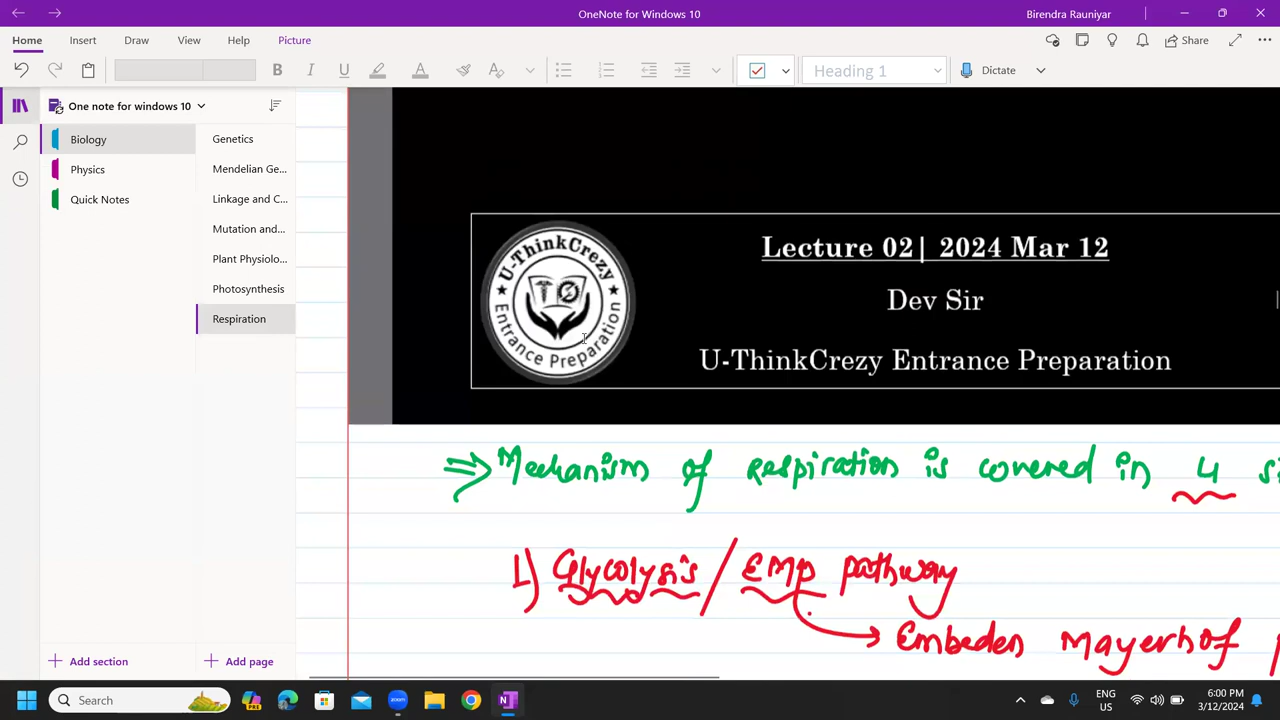 OneNote for Windows 10
Birendra Rauniyar
Home Insert Draw View Help Picture
Share
B I U A
Heading 1
Dictate
One note for windows 10
Biology
Physics
Quick Notes
Genetics
Mendelian Ge...
Linkage and C...
Mutation and...
Plant Physiolo...
Photosynthesis
Respiration
U-ThinkCrezy
Entrance Preparation
Lecture 02| 2024 Mar 12
Dev Sir
U-ThinkCrezy Entrance Preparation
⇒ Mechanism of respiration is covered in 4
1) Glycolysis / EMP pathway
→ Embeden mayerhof
+ Add section
+ Add page
Search
PRE
ENG
US
6:00 PM
3/12/2024